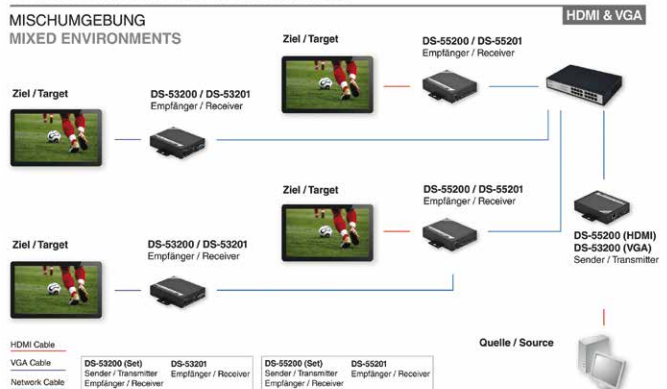 MISCHUMGEBUNG
MIXED ENVIRONMENTS
HDMI & VGA
Ziel / Target
DS-55200 / DS-55201
Empfänger / Receiver
Ziel / Target
DS-53200 / DS-53201
Empfänger / Receiver
Ziel / Target
DS-55200 / DS-55201
Empfänger / Receiver
DS-55200 (HDMI)
DS-53200 (VGA)
Sender / Transmitter
Ziel / Target
DS-53200 / DS-53201
Empfänger / Receiver
Quelle / Source
HDMI Cable
VGA Cable
Network Cable
DS-53200 (Set)
Sender / Transmitter
Empfänger / Receiver
DS-53201
Empfänger / Receiver
DS-55200 (Set)
Sender / Transmitter
Empfänger / Receiver
DS-55201
Empfänger / Receiver